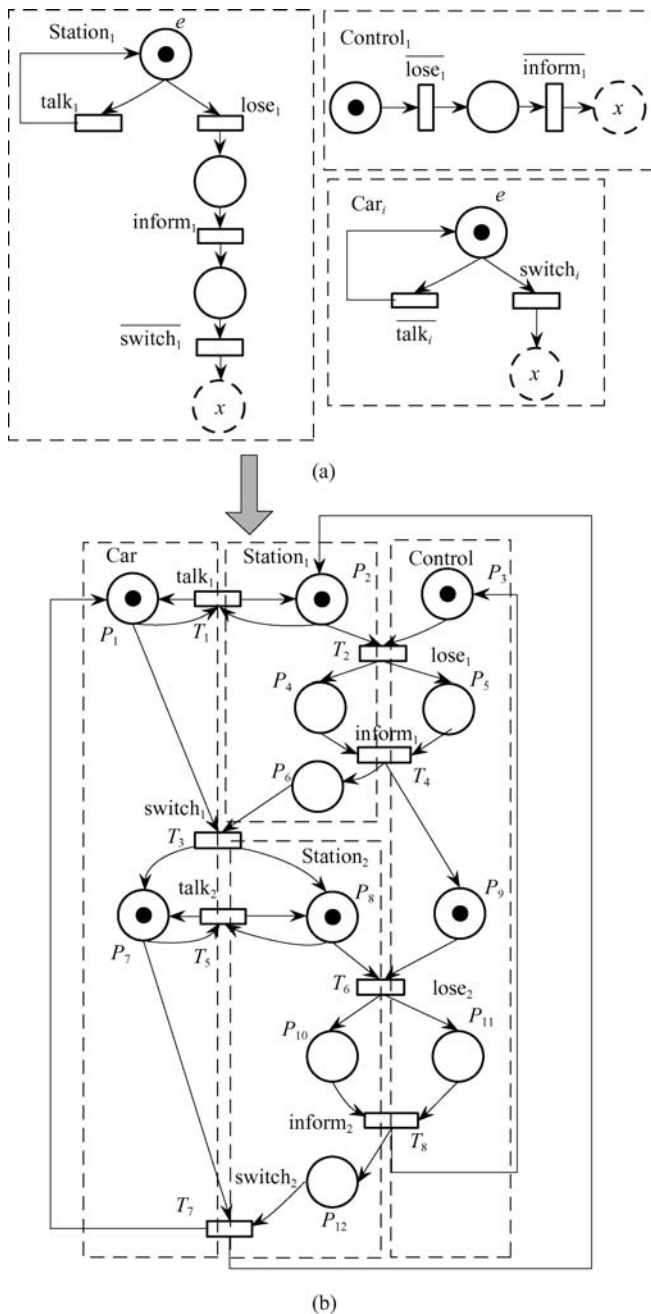 Station₁
e
talk₁
lose₁
inform₁
switch₁
x
Control₁
lose₁
inform₁
x
Carᵢ
e
switchᵢ
talkᵢ
x
(a)
Car
Station₁
Control
talk₁
P₂
P₃
P₁
T₁
T₂
lose₁
P₄
P₅
inform₁
T₄
P₆
switch₁
T₃
Station₂
talk₂
P₈
P₉
P₇
T₅
T₆
lose₂
P₁₀
P₁₁
inform₂
T₈
switch₂
T₇
P₁₂
(b)